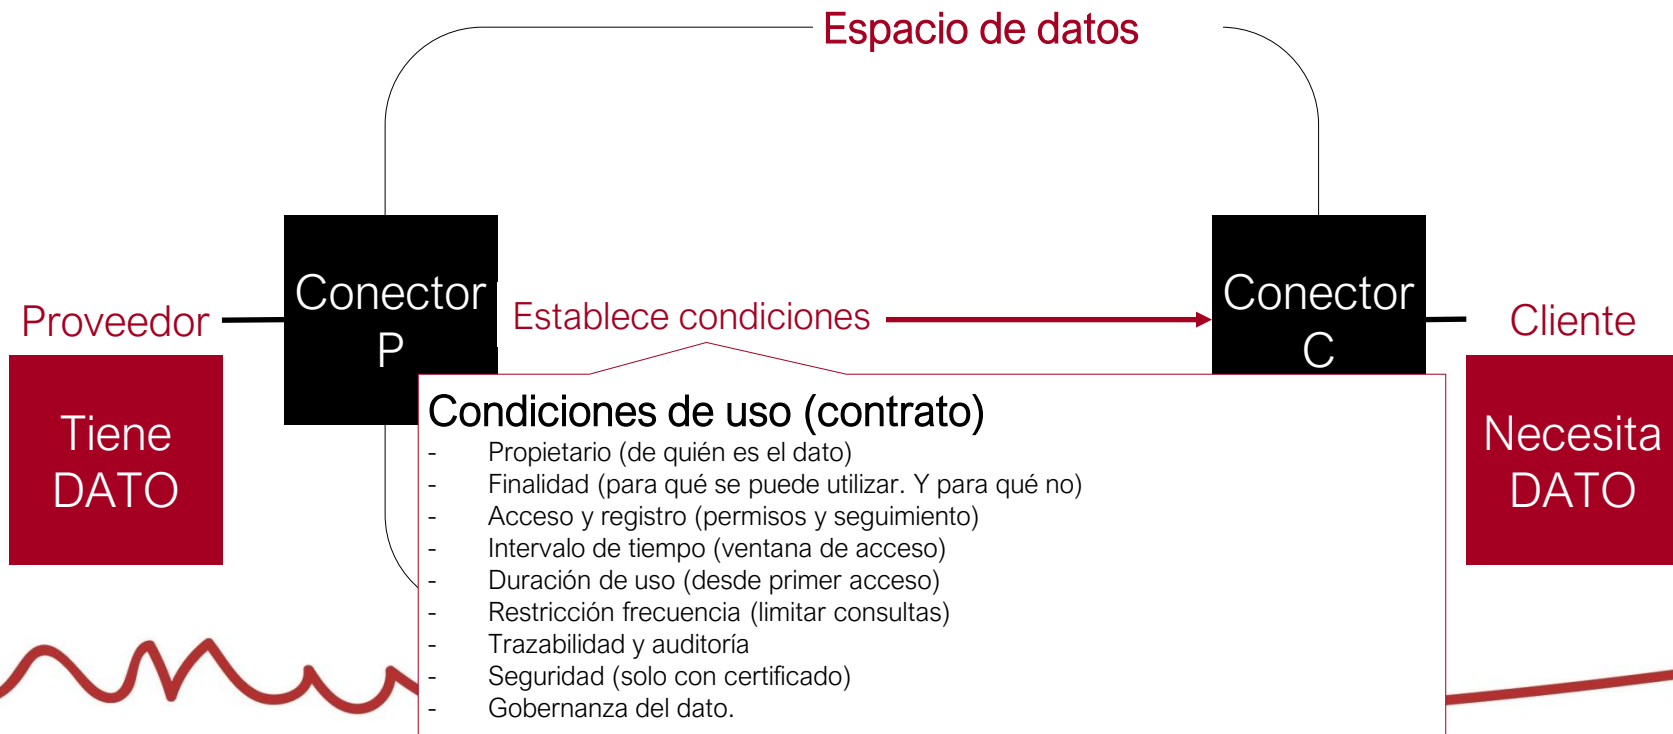 Espacio de datos
Proveedor
Tiene
DATO
Conector
P
Establece condiciones
Conector
C
Cliente
Necesita
DATO
Condiciones de uso (contrato)
- Propietario (de quién es el dato)
- Finalidad (para qué se puede utilizar. Y para qué no)
- Acceso y registro (permisos y seguimiento)
- Intervalo de tiempo (ventana de acceso)
- Duración de uso (desde primer acceso)
- Restricción frecuencia (limitar consultas)
- Trazabilidad y auditoría
- Seguridad (solo con certificado)
- Gobernanza del dato.